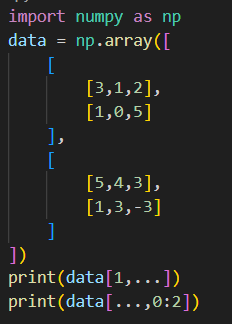 import numpy as np
data = np.array([
    [
        [3,1,2],
        [1,0,5]
    ],
    [
        [5,4,3],
        [1,3,-3]
    ]
])
print(data[1,...])
print(data[...,0:2])